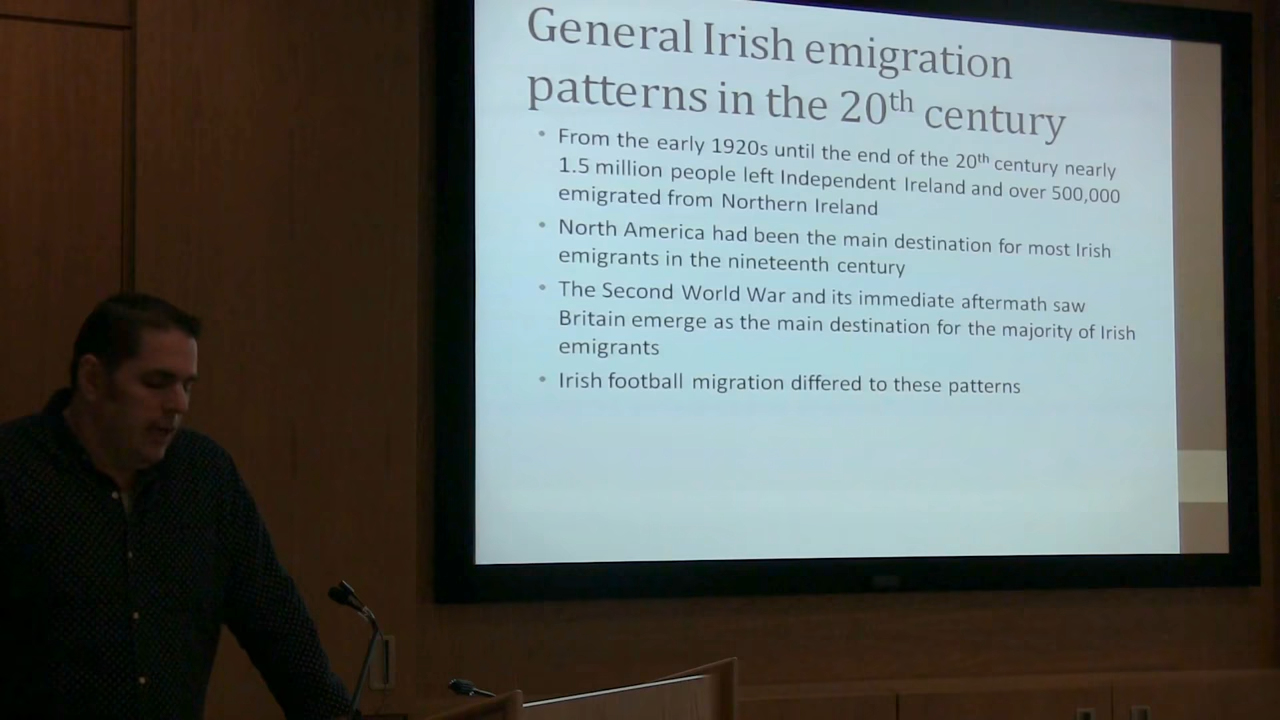 General Irish emigration
patterns in the 20th century
• From the early 1920s until the end of the 20th century nearly
1.5 million people left Independent Ireland and over 500,000
emigrated from Northern Ireland
• North America had been the main destination for most Irish
emigrants in the nineteenth century
• The Second World War and its immediate aftermath saw
Britain emerge as the main destination for the majority of Irish
emigrants
• Irish football migration differed to these patterns